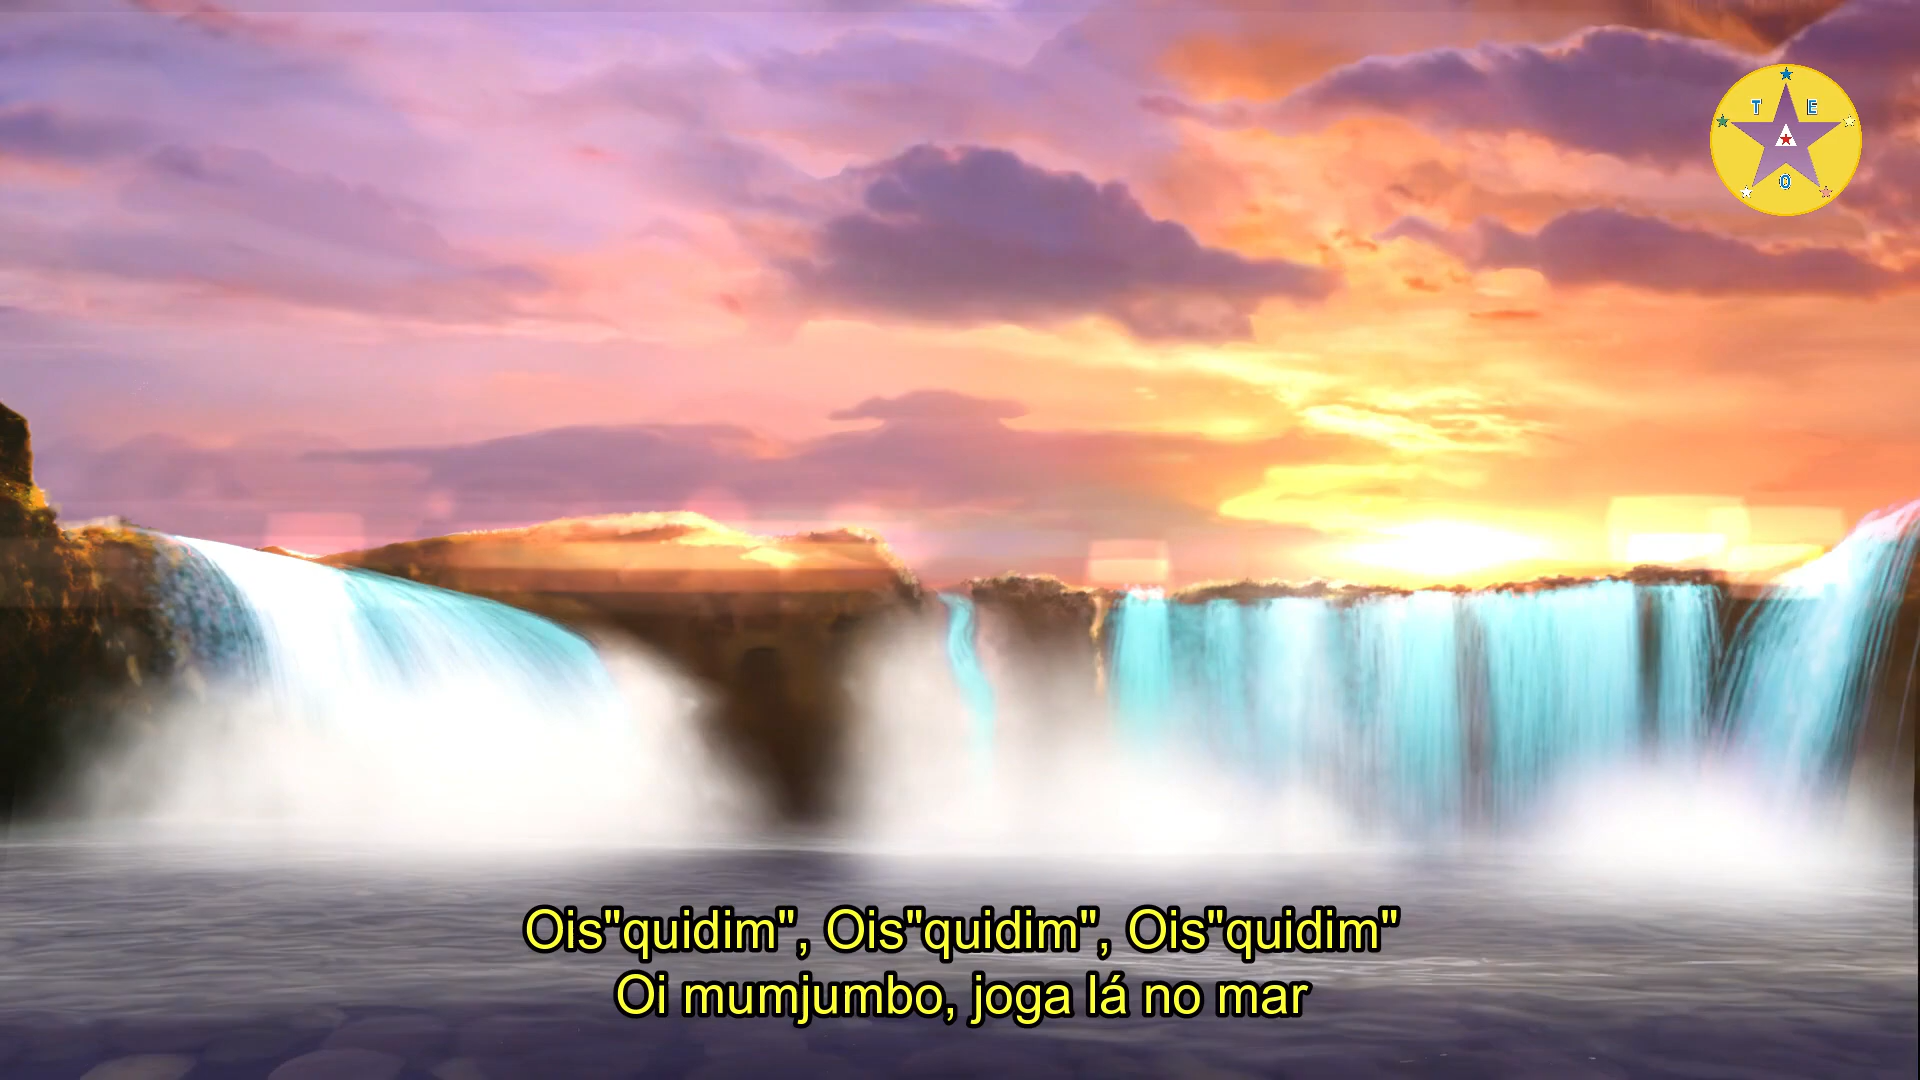 T E
A
O
Ois"quidim", Ois"quidim", Ois"quidim"
Oi mumjumbo, joga lá no mar